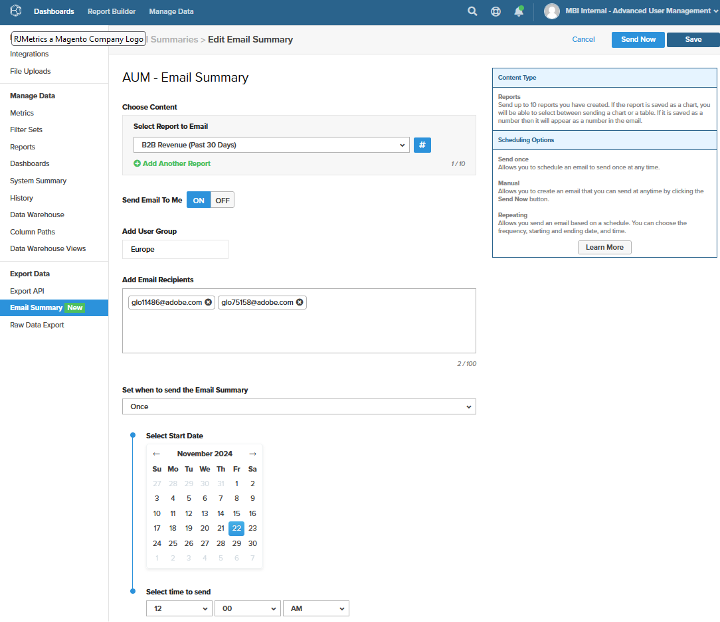 Dashboards Report Builder Manage Data
MBI Internal - Advanced User Management
RJMetrics a Magento Company Logo
l Summaries > Edit Email Summary
Cancel Send Now Save
Integrations
File Uploads
Manage Data
Metrics
Filter Sets
Reports
Dashboards
System Summary
History
Data Warehouse
Column Paths
Data Warehouse Views
Export Data
Export API
Email Summary New
Raw Data Export
AUM - Email Summary
Choose Content
Select Report to Email
B2B Revenue (Past 30 Days)
#
Add Another Report
1 / 10
Send Email To Me ON OFF
Add User Group
Europe
Add Email Recipients
glo11486@adobe.com glo75158@adobe.com
2 / 100
Set when to send the Email Summary
Once
Select Start Date
← November 2024 →
Su Mo Tu We Th Fr Sa
27 28 29 30 31 1 2
3 4 5 6 7 8 9
10 11 12 13 14 15 16
17 18 19 20 21 22 23
24 25 26 27 28 29 30
1 2 3 4 5 6 7
Select time to send
12 00 AM
Content Type
Reports
Send up to 10 reports you have created. If the report is saved as a chart, you
will be able to select between sending a chart or a table. If it is saved as a
number then it will appear as a number in the email.
Scheduling Options
Send once
Allows you to schedule an email to send once at any time.
Manual
Allows you to create an email that you can send at anytime by clicking the
Send Now button.
Repeating
Allows you send an email based on a schedule. You can choose the
frequency, starting and ending date, and time.
Learn More